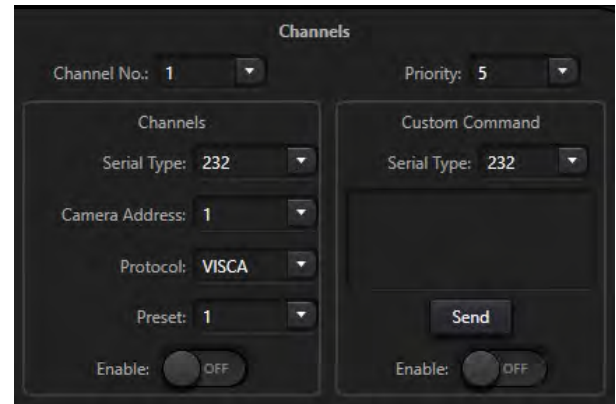 Channels
Channel No.: 1 Priority: 5
Channels
Serial Type: 232
Camera Address: 1
Protocol: VISCA
Preset: 1
Enable: OFF
Custom Command
Serial Type: 232
Send
Enable: OFF